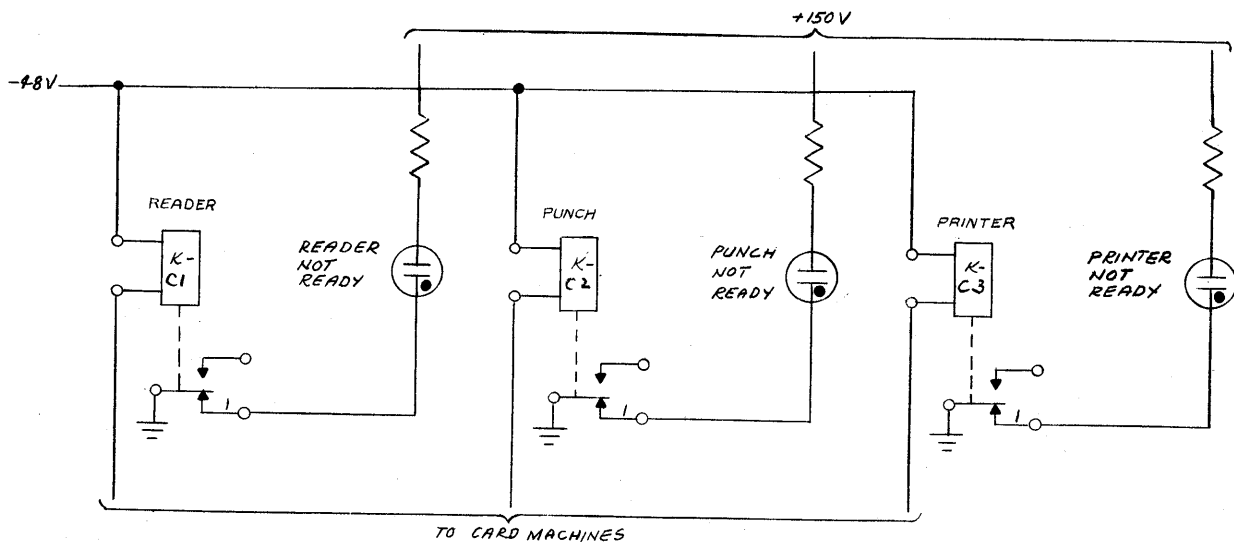 +150V
-48V
READER
K-
C1
READER
NOT
READY
1
PUNCH
K-
C2
PUNCH
NOT
READY
1
PRINTER
K-
C3
PRINTER
NOT
READY
1
TO CARD MACHINES